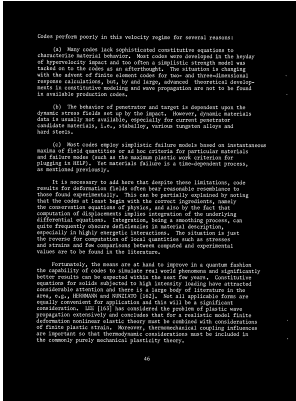 Codes perform poorly in this velocity regime for several reasons:
(a) Many codes lack sophisticated constitutive equations to
characterize material behavior. Most codes were developed in the heyday
of hypervelocity impact and too often a simplistic strength model was
tacked on to the codes as an afterthought. The situation is changing
with the advent of finite element codes for two- and three-dimensional
response calculations, but, by and large, advanced theoretical develop-
ments in constitutive modeling and wave propagation are not to be found
in available production codes.
(b) The behavior of penetrator and target is dependent upon the
dynamic stress fields set up by the impact. However, dynamic materials
data is usually not available, especially for current penetrator
candidate materials, i.e., staballoy, various tungsten alloys and
hard steels.
(c) Most codes employ simplistic failure models based on instantaneous
maxima of field quantities or ad hoc criteria for particular materials
and failure modes (such as the maximum plastic work criterion for
plugging in HELP). Yet materials failure is a time-dependent process,
as mentioned previously.
It is necessary to add here that despite these limitations, code
results for deformation fields often bear reasonable resemblance to
those found experimentally. This can be partially explained by noting
that the codes at least begin with the correct ingredients, namely
the conservation equations of physics, and also by the fact that
computation of displacements implies integration of the underlying
differential equations. Integration, being a smoothing process, can
quite frequently obscure deficiencies in material description,
especially in highly energetic interactions. The situation is just
the reverse for computation of local quantities such as stresses
and strains and few comparisons between computed and experimental
values are to be found in the literature.
Fortunately, the means are at hand to improve in a quantum fashion
the capability of codes to simulate real world phenomena and significantly
better results can be expected within the next few years. Constitutive
equations for solids subjected to high intensity loading have attracted
considerable attention and there is a large body of literature in the
area, e.g., HERRMANN and NUNZIATO [162]. Not all applicable forms are
equally convenient for application and this will be a significant
consideration. LEE [163] has considered the problem of plastic wave
propagation extensively and concludes that for a realistic model finite
deformation nonlinear elastic theory must be combined with considerations
of finite plastic strain. Moreover, thermomechanical coupling influences
are important so that thermodynamic considerations must be included in
the commonly purely mechanical plasticity theory.
46